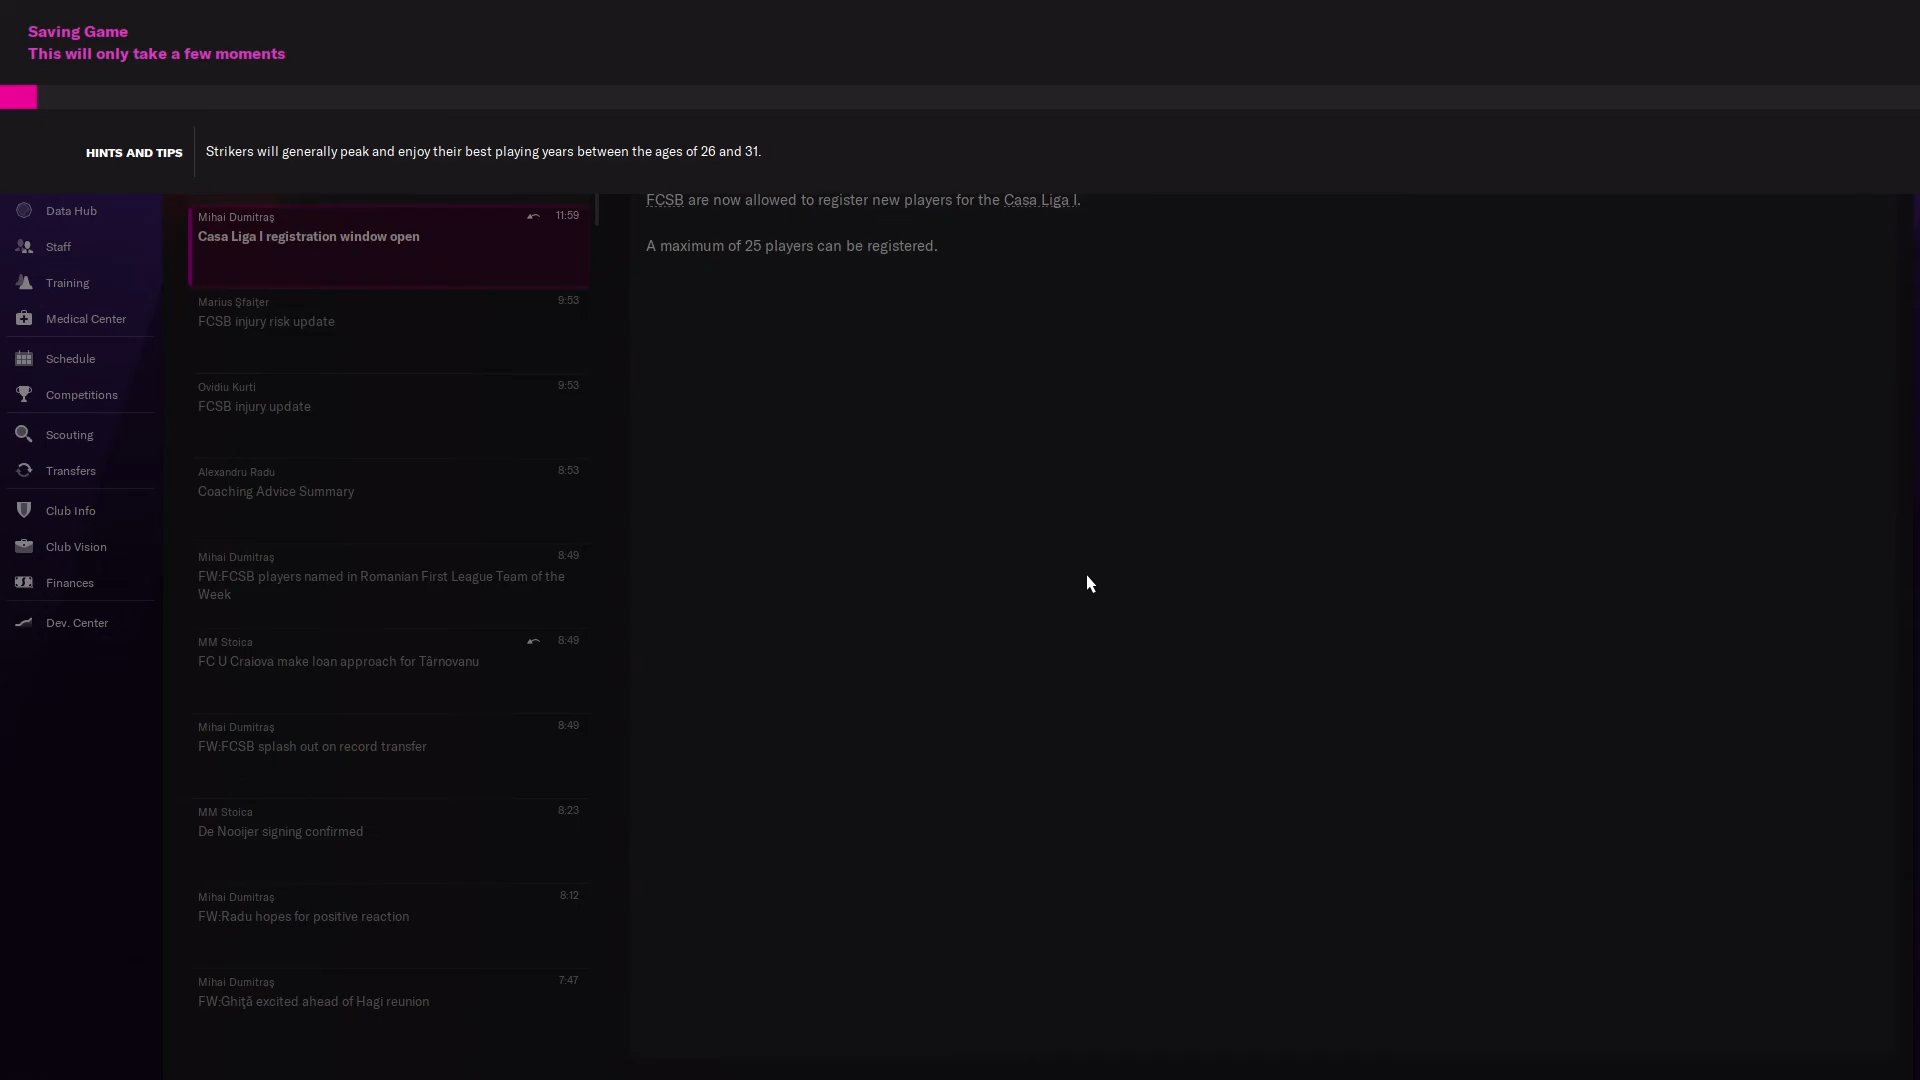 Saving Game
This will only take a few moments
HINTS AND TIPS
Strikers will generally peak and enjoy their best playing years between the ages of 26 and 31.
Data Hub
Staff
Training
Medical Center
Schedule
Competitions
Scouting
Transfers
Club Info
Club Vision
Finances
Dev. Center
Mihai Dumitraş 11:59
Casa Liga I registration window open
Marius Şfaiţer 9:53
FCSB injury risk update
Ovidiu Kurti 9:53
FCSB injury update
Alexandru Radu 8:53
Coaching Advice Summary
Mihai Dumitraş 8:49
FW:FCSB players named in Romanian First League Team of the
Week
MM Stoica 8:49
FC U Craiova make loan approach for Târnovanu
Mihai Dumitraş 8:49
FW:FCSB splash out on record transfer
MM Stoica 8:23
De Nooijer signing confirmed
Mihai Dumitraş 8:12
FW:Radu hopes for positive reaction
Mihai Dumitraş 7:47
FW:Ghiţă excited ahead of Hagi reunion
FCSB are now allowed to register new players for the Casa Liga I.
A maximum of 25 players can be registered.